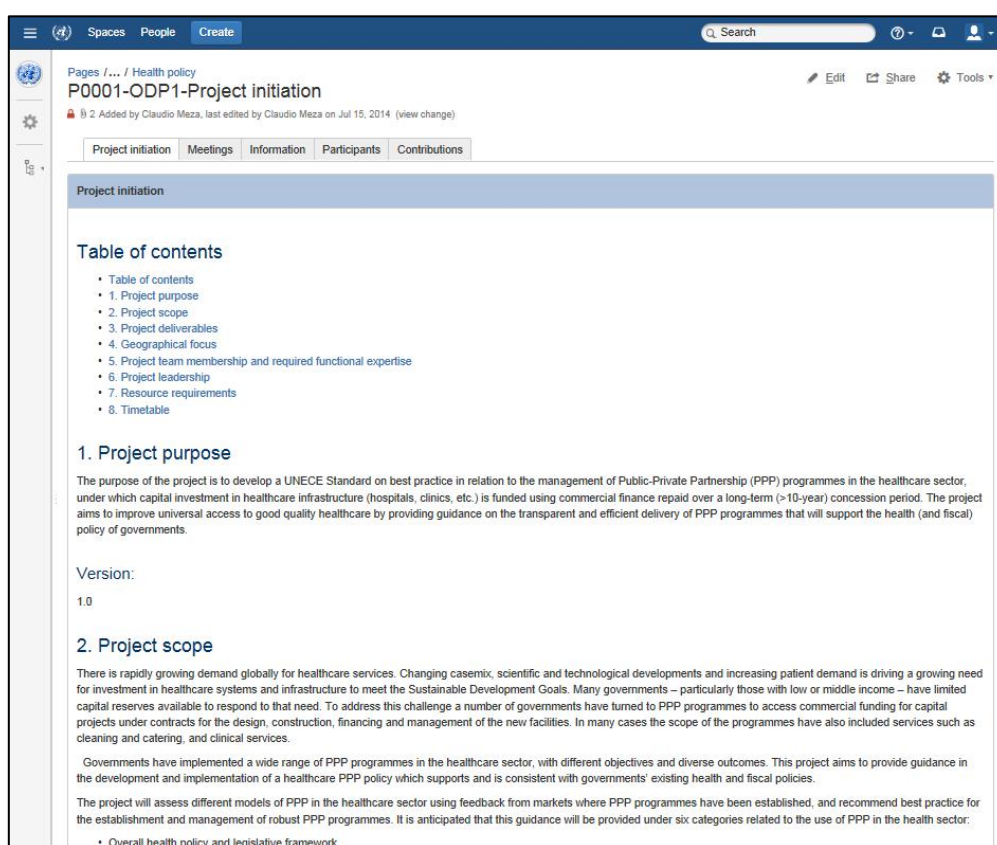 Spaces People Create Search
Pages /... / Health policy
Edit Share Tools
P0001-ODP1-Project initiation
2 Added by Claudio Meza, last edited by Claudio Meza on Jul 15, 2014 (view change)
Project initiation Meetings Information Participants Contributions
Project initiation
Table of contents
• Table of contents
• 1. Project purpose
• 2. Project scope
• 3. Project deliverables
• 4. Geographical focus
• 5. Project team membership and required functional expertise
• 6. Project leadership
• 7. Resource requirements
• 8. Timetable
1. Project purpose
The purpose of the project is to develop a UNECE Standard on best practice in relation to the management of Public-Private Partnership (PPP) programmes in the healthcare sector,
under which capital investment in healthcare infrastructure (hospitals, clinics, etc.) is funded using commercial finance repaid over a long-term (>10-year) concession period. The project
aims to improve universal access to good quality healthcare by providing guidance on the transparent and efficient delivery of PPP programmes that will support the health (and fiscal)
policy of governments.
Version:
1.0
2. Project scope
There is rapidly growing demand globally for healthcare services. Changing casemix, scientific and technological developments and increasing patient demand is driving a growing need
for investment in healthcare systems and infrastructure to meet the Sustainable Development Goals. Many governments – particularly those with low or middle income – have limited
capital reserves available to respond to that need. To address this challenge a number of governments have turned to PPP programmes to access commercial funding for capital
projects under contracts for the design, construction, financing and management of the new facilities. In many cases the scope of the programmes have also included services such as
cleaning and catering, and clinical services.
Governments have implemented a wide range of PPP programmes in the healthcare sector, with different objectives and diverse outcomes. This project aims to provide guidance in
the development and implementation of a healthcare PPP policy which supports and is consistent with governments' existing health and fiscal policies.
The project will assess different models of PPP in the healthcare sector using feedback from markets where PPP programmes have been established, and recommend best practice for
the establishment and management of robust PPP programmes. It is anticipated that this guidance will be provided under six categories related to the use of PPP in the health sector:
• Overall health policy and legislative framework